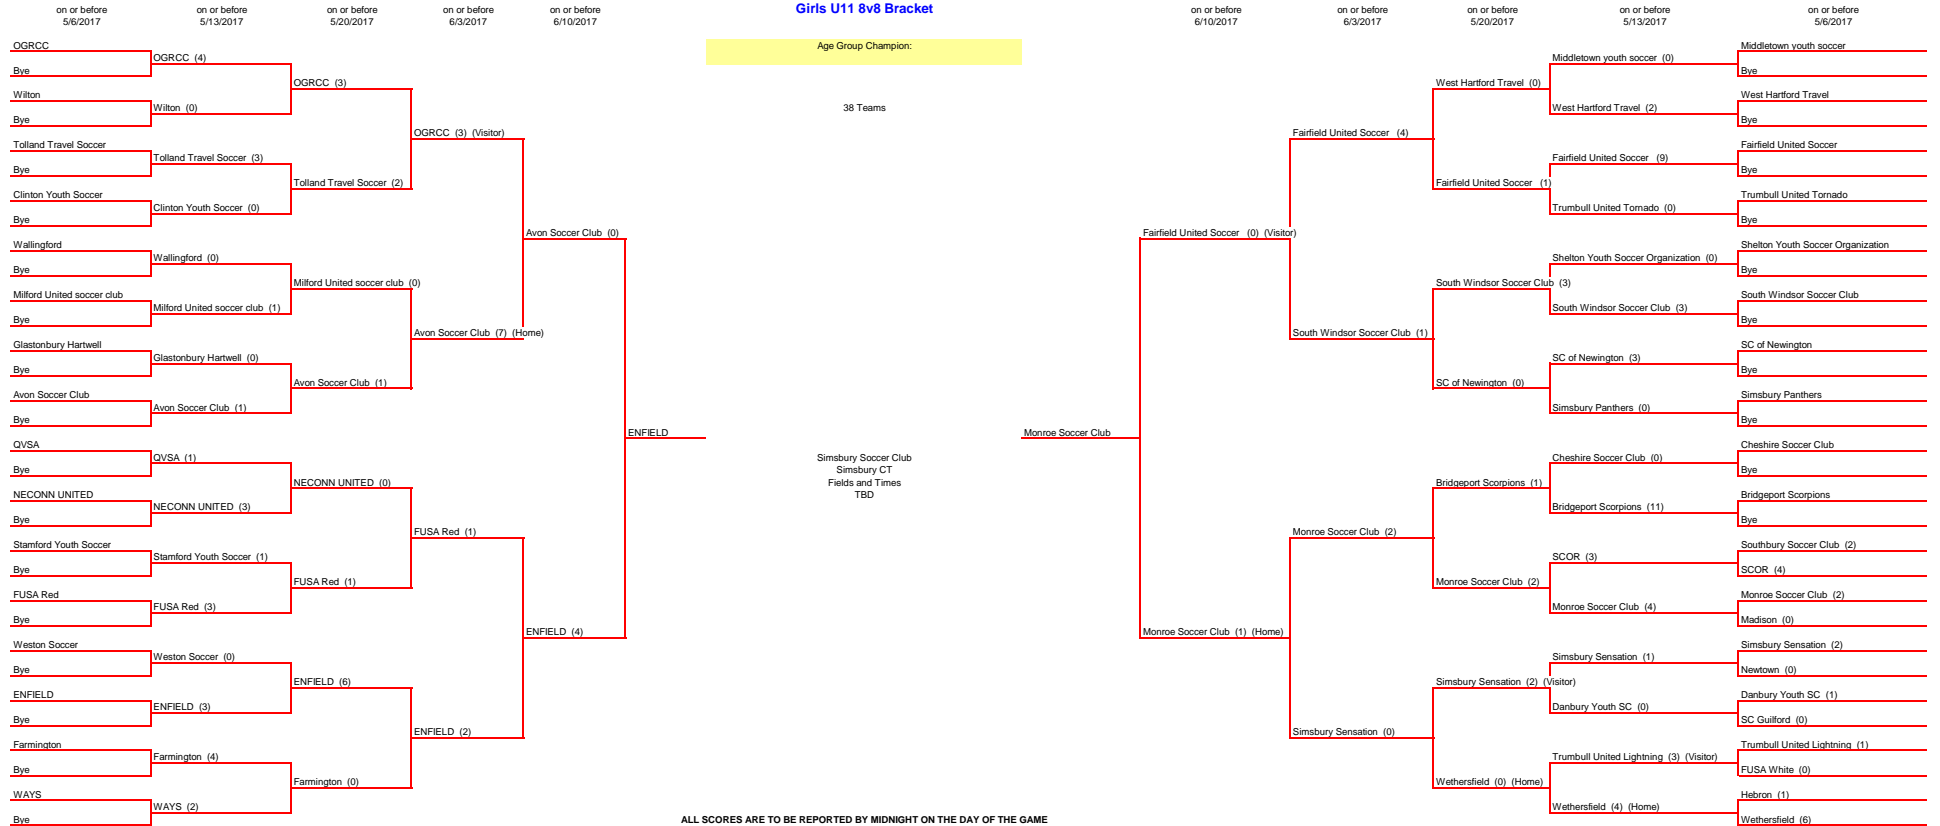 on or before
5/6/2017
on or before
5/13/2017
on or before
5/20/2017
on or before
6/3/2017
on or before
6/10/2017
Girls U11 8v8 Bracket
on or before
6/10/2017
on or before
6/3/2017
on or before
5/20/2017
on or before
5/13/2017
on or before
5/6/2017
Age Group Champion:
38 Teams
OGRCC
Bye
Wilton
Bye
Tolland Travel Soccer
Bye
Clinton Youth Soccer
Bye
Wallingford
Bye
Milford United soccer club
Bye
Glastonbury Hartwell
Bye
Avon Soccer Club
Bye
QVSA
Bye
NECONN UNITED
Bye
Stamford Youth Soccer
Bye
FUSA Red
Bye
Weston Soccer
Bye
ENFIELD
Bye
Farmington
Bye
WAYS
Bye
OGRCC (4)
Wilton (0)
Tolland Travel Soccer (3)
Clinton Youth Soccer (0)
Wallingford (0)
Milford United soccer club (1)
Glastonbury Hartwell (0)
Avon Soccer Club (1)
QVSA (1)
NECONN UNITED (3)
Stamford Youth Soccer (1)
FUSA Red (3)
Weston Soccer (0)
ENFIELD (3)
Farmington (4)
WAYS (2)
OGRCC (3)
Tolland Travel Soccer (2)
Milford United soccer club (0)
Avon Soccer Club (1)
NECONN UNITED (0)
FUSA Red (1)
ENFIELD (6)
Farmington (0)
OGRCC (3) (Visitor)
Avon Soccer Club (7) (Home)
FUSA Red (1)
ENFIELD (2)
Avon Soccer Club (0)
ENFIELD (4)
ENFIELD
Simsbury Soccer Club
Simsbury CT
Fields and Times
TBD
Monroe Soccer Club
Fairfield United Soccer (0) (Visitor)
Monroe Soccer Club (1) (Home)
Fairfield United Soccer (4)
South Windsor Soccer Club (1)
Monroe Soccer Club (2)
Simsbury Sensation (0)
West Hartford Travel (0)
Fairfield United Soccer (1)
South Windsor Soccer Club (3)
SC of Newington (0)
Bridgeport Scorpions (1)
Monroe Soccer Club (2)
Simsbury Sensation (2) (Visitor)
Wethersfield (0) (Home)
Middletown youth soccer (0)
West Hartford Travel (2)
Fairfield United Soccer (9)
Trumbull United Tornado (0)
Shelton Youth Soccer Organization (0)
South Windsor Soccer Club (3)
SC of Newington (3)
Simsbury Panthers (0)
Cheshire Soccer Club (0)
Bridgeport Scorpions (11)
SCOR (3)
Monroe Soccer Club (4)
Simsbury Sensation (1)
Danbury Youth SC (0)
Trumbull United Lightning (3) (Visitor)
Wethersfield (4) (Home)
Middletown youth soccer
Bye
West Hartford Travel
Bye
Fairfield United Soccer
Bye
Trumbull United Tornado
Bye
Shelton Youth Soccer Organization
Bye
South Windsor Soccer Club
Bye
SC of Newington
Bye
Simsbury Panthers
Bye
Cheshire Soccer Club
Bye
Bridgeport Scorpions
Bye
Southbury Soccer Club (2)
SCOR (4)
Monroe Soccer Club (2)
Madison (0)
Simsbury Sensation (2)
Newtown (0)
Danbury Youth SC (1)
SC Guilford (0)
Trumbull United Lightning (1)
FUSA White (0)
Hebron (1)
Wethersfield (6)
ALL SCORES ARE TO BE REPORTED BY MIDNIGHT ON THE DAY OF THE GAME